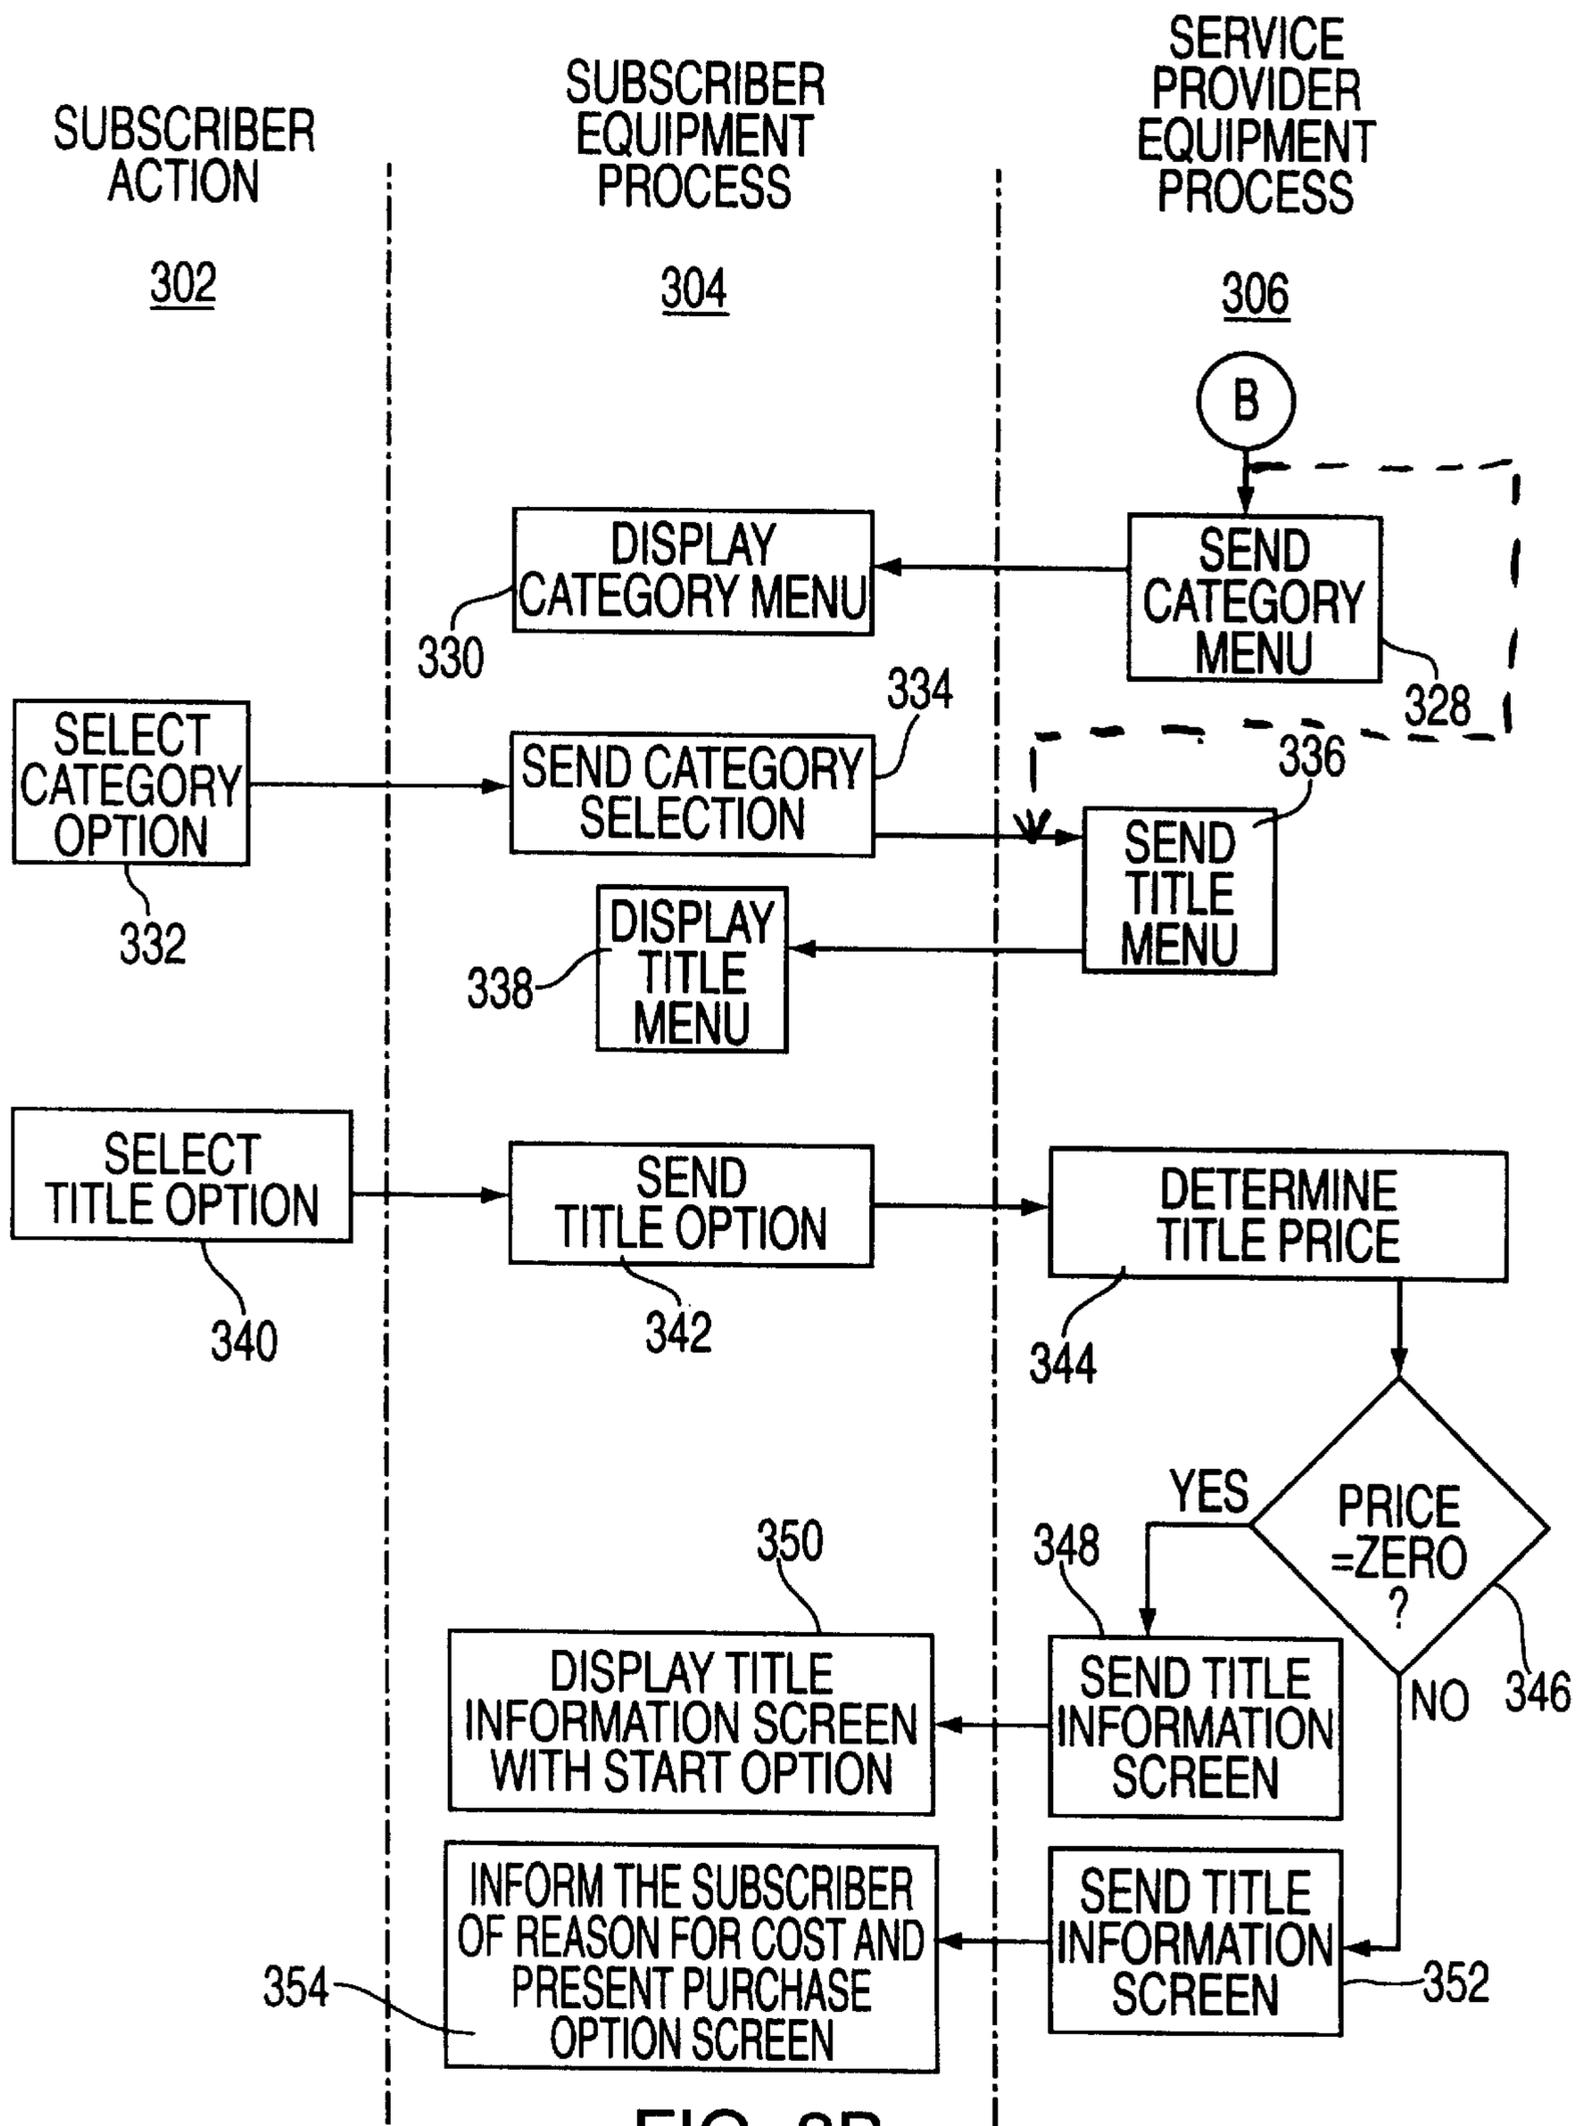 SUBSCRIBER
ACTION
302
SUBSCRIBER
EQUIPMENT
PROCESS
304
SERVICE
PROVIDER
EQUIPMENT
PROCESS
306
B
DISPLAY
CATEGORY MENU
330
SEND
CATEGORY
MENU
328
SELECT
CATEGORY
OPTION
332
SEND CATEGORY
SELECTION
334
SEND
TITLE
MENU
336
DISPLAY
TITLE
MENU
338
SELECT
TITLE OPTION
340
SEND
TITLE OPTION
342
DETERMINE
TITLE PRICE
344
PRICE
=ZERO
?
346
YES
NO
348
SEND TITLE
INFORMATION
SCREEN
350
DISPLAY TITLE
INFORMATION SCREEN
WITH START OPTION
SEND TITLE
INFORMATION
SCREEN
352
INFORM THE SUBSCRIBER
OF REASON FOR COST AND
PRESENT PURCHASE
OPTION SCREEN
354
FIG.